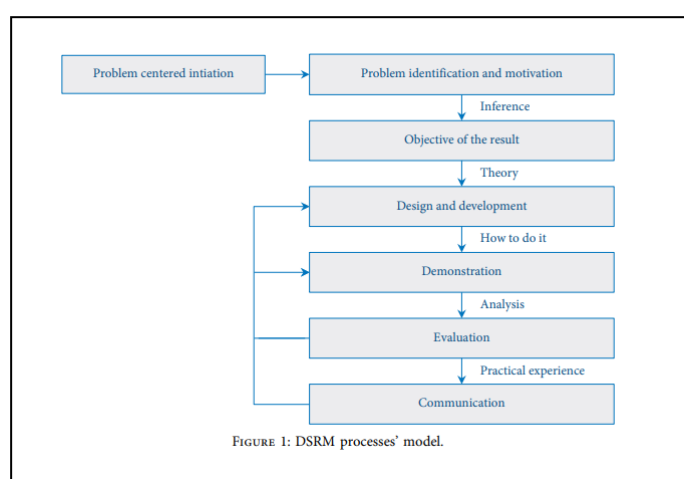 Problem centered intiation
Problem identification and motivation
Inference
Objective of the result
Theory
Design and development
How to do it
Demonstration
Analysis
Evaluation
Practical experience
Communication
FIGURE 1: DSRM processes’ model.